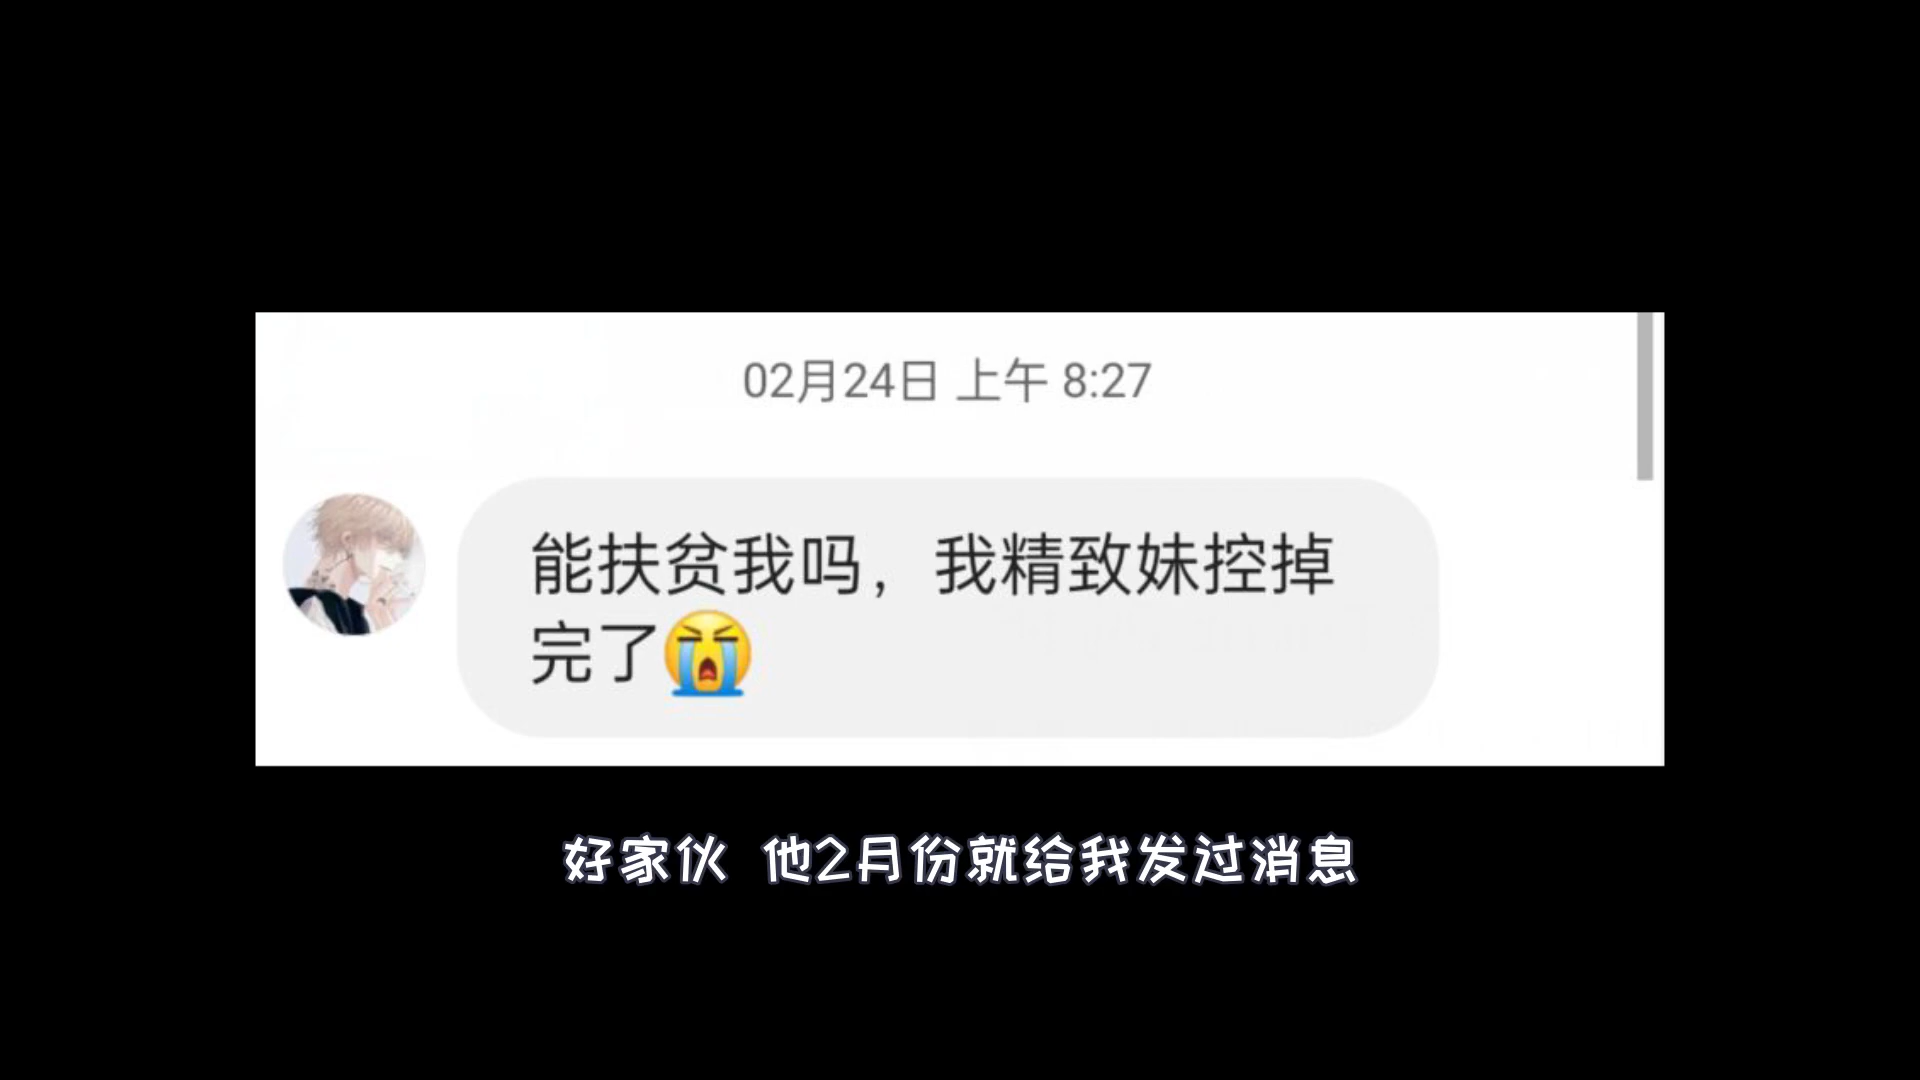 02月24日 上午 8:27
能扶贫我吗，我精致妹控掉
完了😭
好家伙 他2月份就给我发过消息